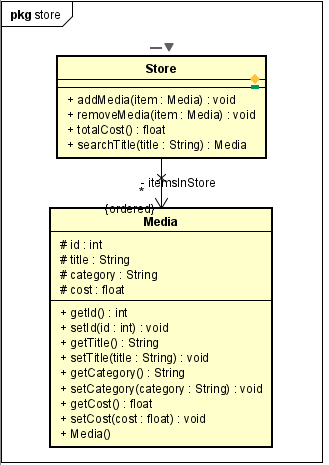 pkg store
Store
+ addMedia(item : Media) : void
+ removeMedia(item : Media) : void
+ totalCost() : float
+ searchTitle(title : String) : Media
- itemsInStore
*
{ordered}
Media
# id : int
# title : String
# category : String
# cost : float
+ getId() : int
+ setId(id : int) : void
+ getTitle() : String
+ setTitle(title : String) : void
+ getCategory() : String
+ setCategory(category : String) : void
+ getCost() : float
+ setCost(cost : float) : void
+ Media()